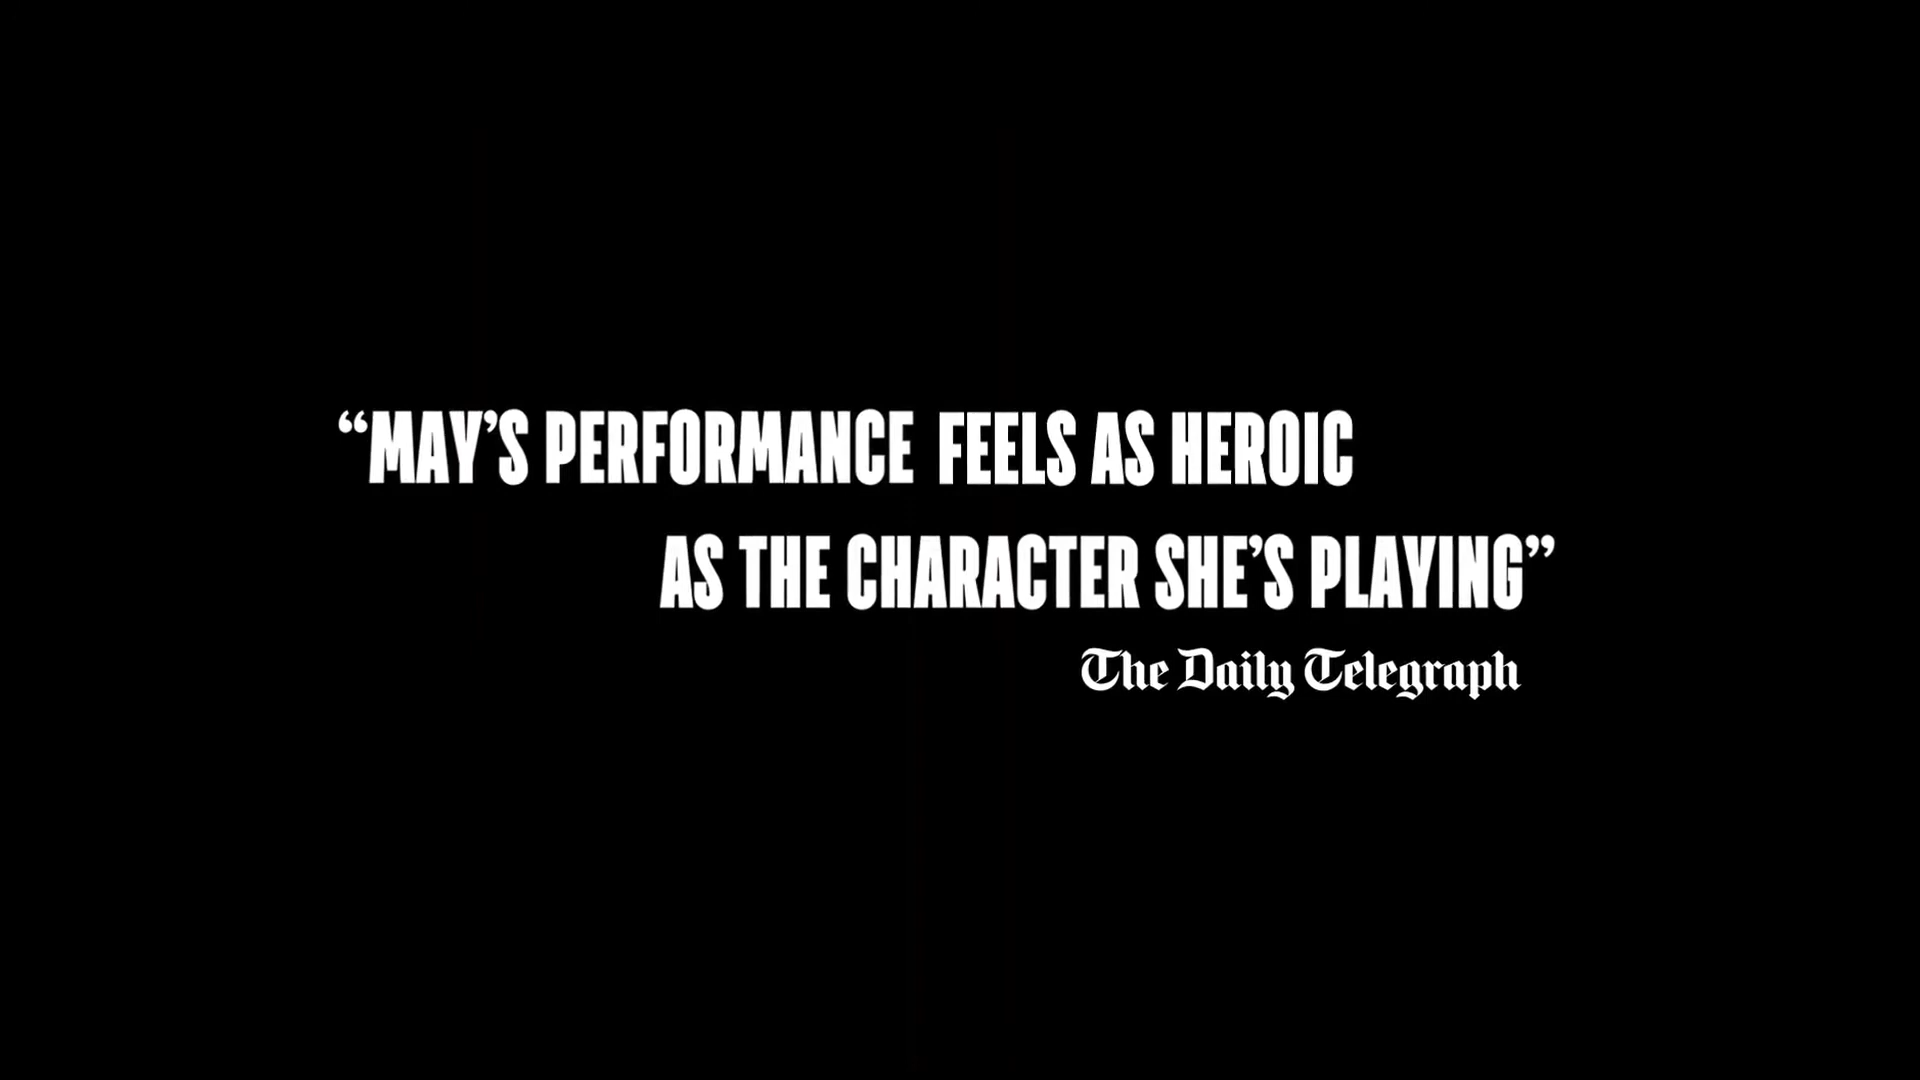 “MAY’S PERFORMANCE FEELS AS HEROIC
AS THE CHARACTER SHE’S PLAYING”
The Daily Telegraph